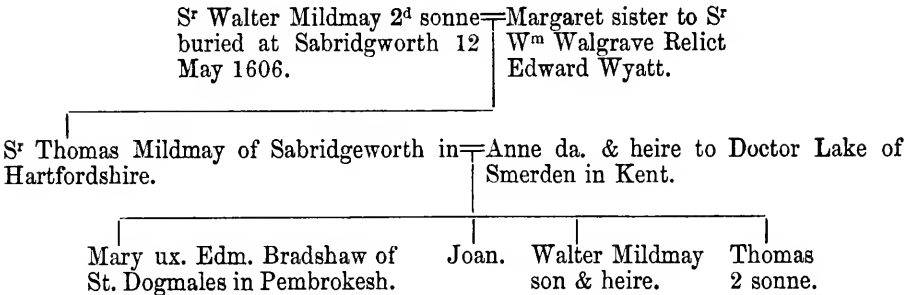 Sʳ Walter Mildmay 2ᵈ sonne
buried at Sabridgworth 12
May 1606.
Margaret sister to Sʳ
Wᵐ Walgrave Relict
Edward Wyatt.
Sʳ Thomas Mildmay of Sabridgeworth in
Hartfordshire.
Anne da. & heire to Doctor Lake of
Smerden in Kent.
Mary ux. Edm. Bradshaw of
St. Dogmales in Pembrokesh.
Joan.
Walter Mildmay
son & heire.
Thomas
2 sonne.